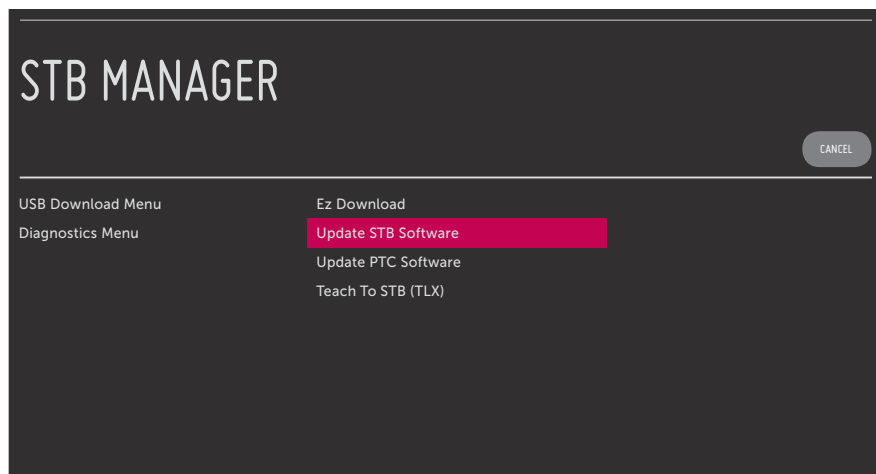 STB MANAGER
CANCEL
USB Download Menu
Diagnostics Menu
Ez Download
Update STB Software
Update PTC Software
Teach To STB (TLX)